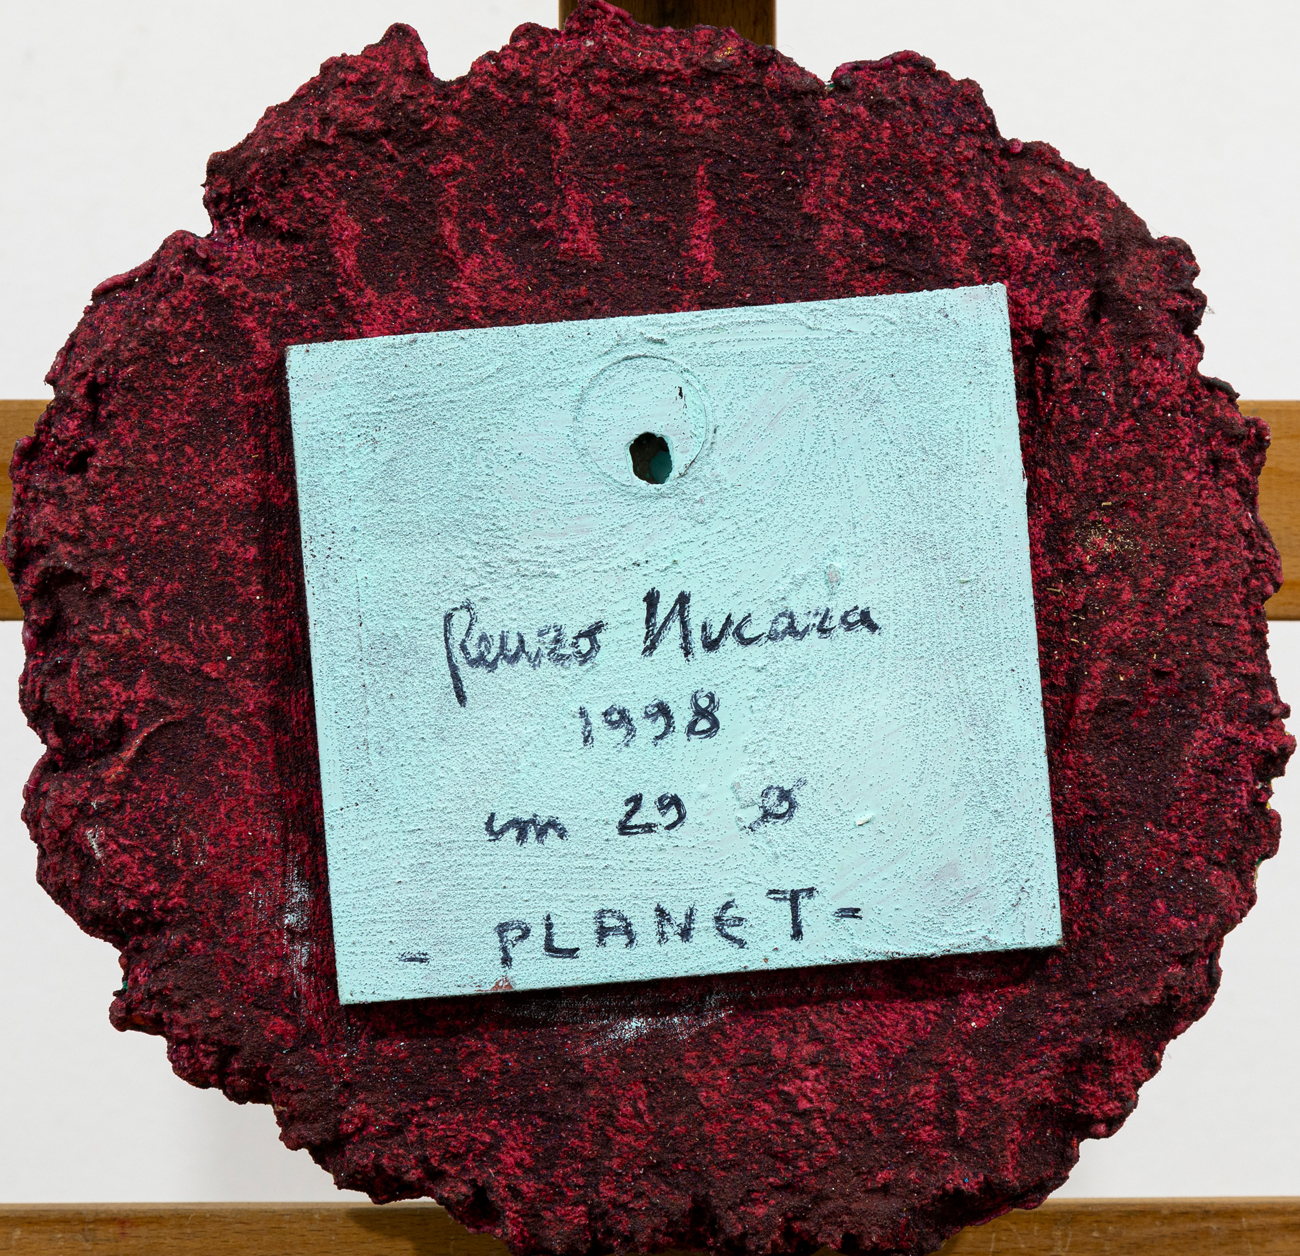 Renzo Nucara
1998
cm 29 Ø
- PLANET -